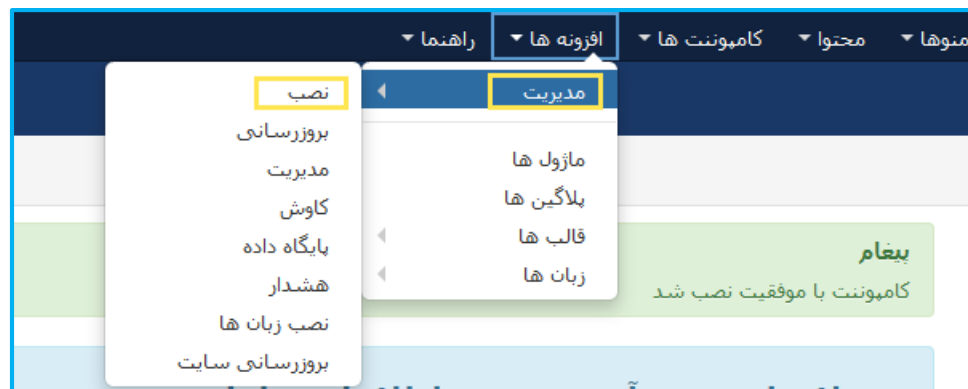 منوها
محتوا
کامپوننت ها
افزونه ها
راهنما
مدیریت
ماژول ها
پلاگین ها
قالب ها
زبان ها
نصب
بروزرسانی
مدیریت
کاوش
پایگاه داده
هشدار
نصب زبان ها
بروزرسانی سایت
پیغام
کامپوننت با موفقیت نصب شد